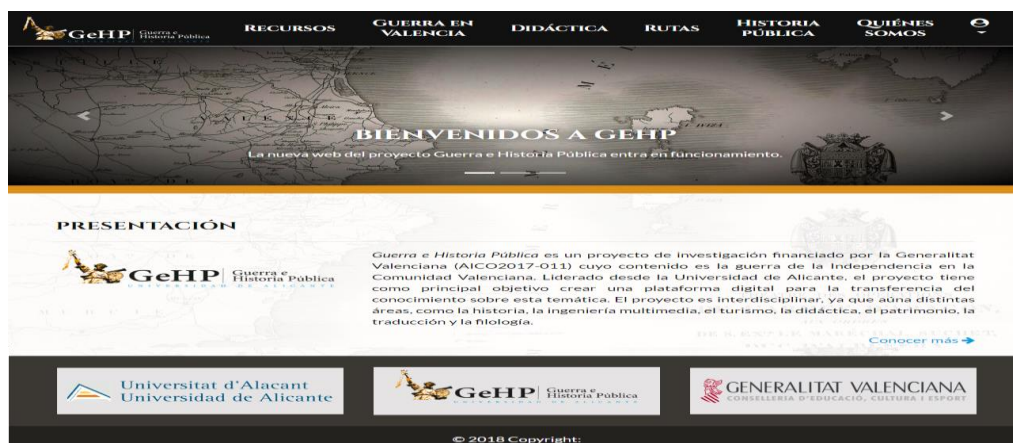 GeHP Guerra e Historia Pública
RECURSOS
GUERRA EN VALENCIA
DIDÁCTICA
RUTAS
HISTORIA PÚBLICA
QUIÉNES SOMOS
VALENCE
BIENVENIDOS A GEHP
La nueva web del proyecto Guerra e Historia Pública entra en funcionamiento.
PRESENTACIÓN
GeHP Guerra e Historia Pública
UNIVERSIDAD DE ALICANTE
Guerra e Historia Pública es un proyecto de investigación financiado por la Generalitat
Valenciana (AICO2017-011) cuyo contenido es la guerra de la Independencia en la
Comunidad Valenciana. Liderado desde la Universidad de Alicante, el proyecto tiene
como principal objetivo crear una plataforma digital para la transferencia del
conocimiento sobre esta temática. El proyecto es interdisciplinar, ya que aúna distintas
áreas, como la historia, la ingeniería multimedia, el turismo, la didáctica, el patrimonio, la
traducción y la filología.
Conocer más
Universitat d'Alacant
Universidad de Alicante
GeHP Guerra e Historia Pública
UNIVERSIDAD DE ALICANTE
GENERALITAT VALENCIANA
CONSELLERIA D'EDUCACIÓ, CULTURA I ESPORT
© 2018 Copyright: